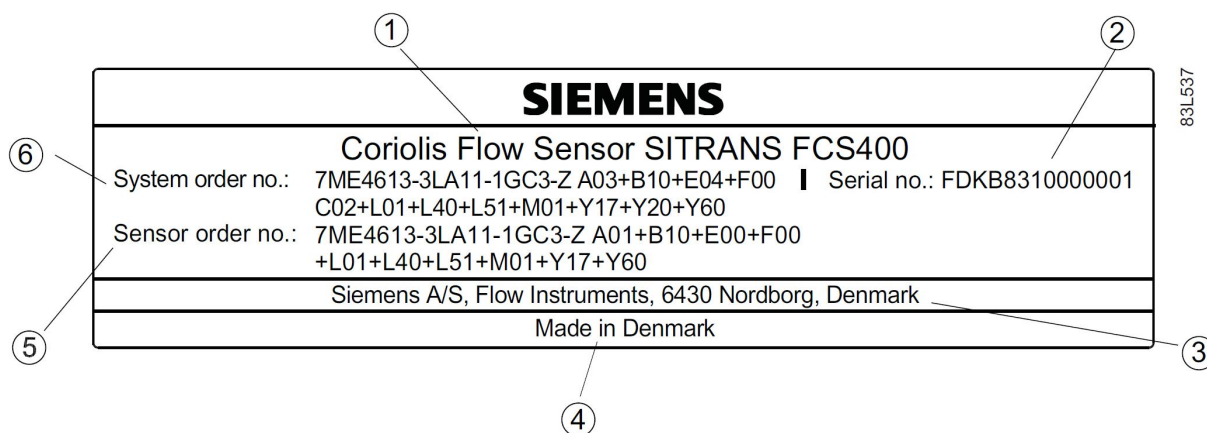 ①
②
83L537
SIEMENS
Coriolis Flow Sensor SITRANS FCS400
⑥
System order no.: 7ME4613-3LA11-1GC3-Z A03+B10+E04+F00 | Serial no.: FDKB8310000001
C02+L01+L40+L51+M01+Y17+Y20+Y60
Sensor order no.: 7ME4613-3LA11-1GC3-Z A01+B10+E00+F00
+L01+L40+L51+M01+Y17+Y60
Siemens A/S, Flow Instruments, 6430 Nordborg, Denmark
Made in Denmark
⑤
③
④